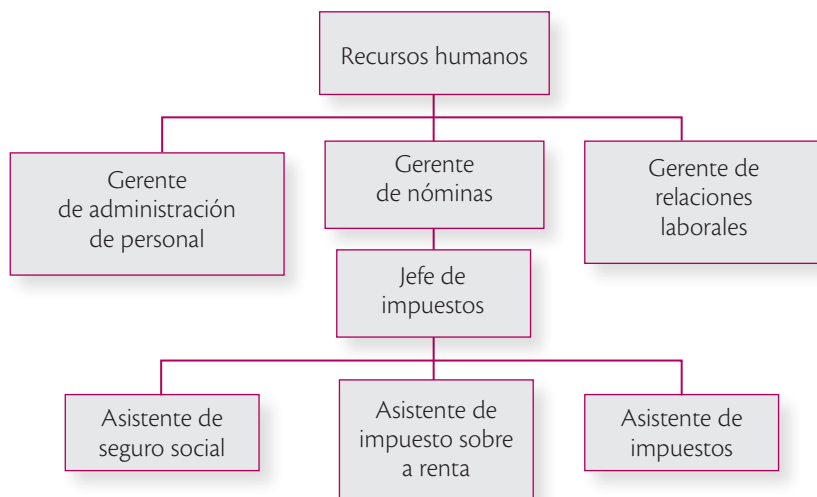 Recursos humanos
Gerente
de administración
de personal
Gerente
de nóminas
Gerente de
relaciones
laborales
Jefe de
impuestos
Asistente de
seguro social
Asistente de
impuesto sobre
a renta
Asistente de
impuestos